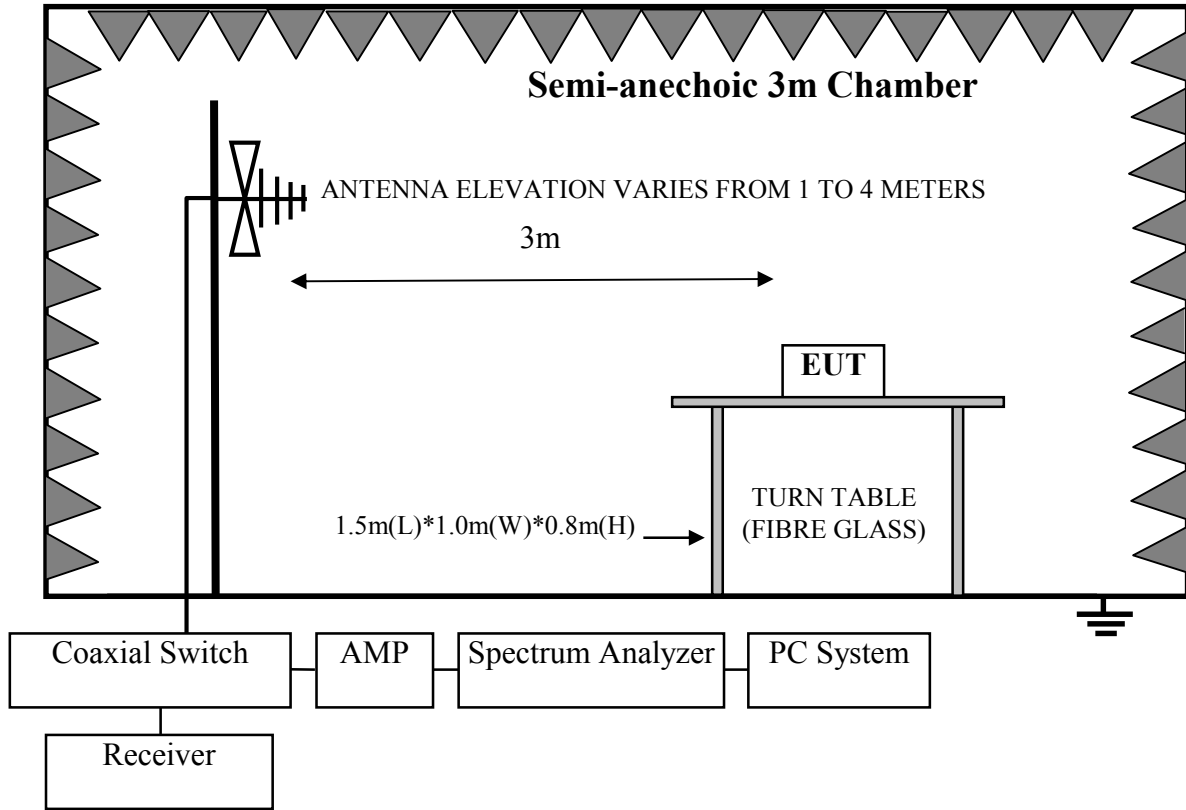 Semi-anechoic 3m Chamber
ANTENNA ELEVATION VARIES FROM 1 TO 4 METERS
3m
EUT
TURN TABLE
(FIBRE GLASS)
1.5m(L)*1.0m(W)*0.8m(H)
Coaxial Switch
AMP
Spectrum Analyzer
PC System
Receiver